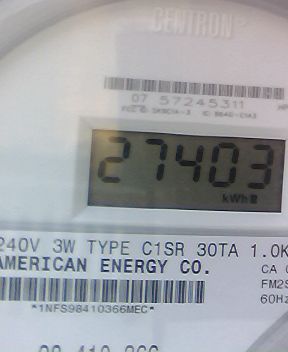 CENTRON
07 57245311
27403
kWh
240V 3W TYPE C1SR 30TA 1.0K
AMERICAN ENERGY CO.
CA
FM2S
60Hz
*1NFS98410366MEC*